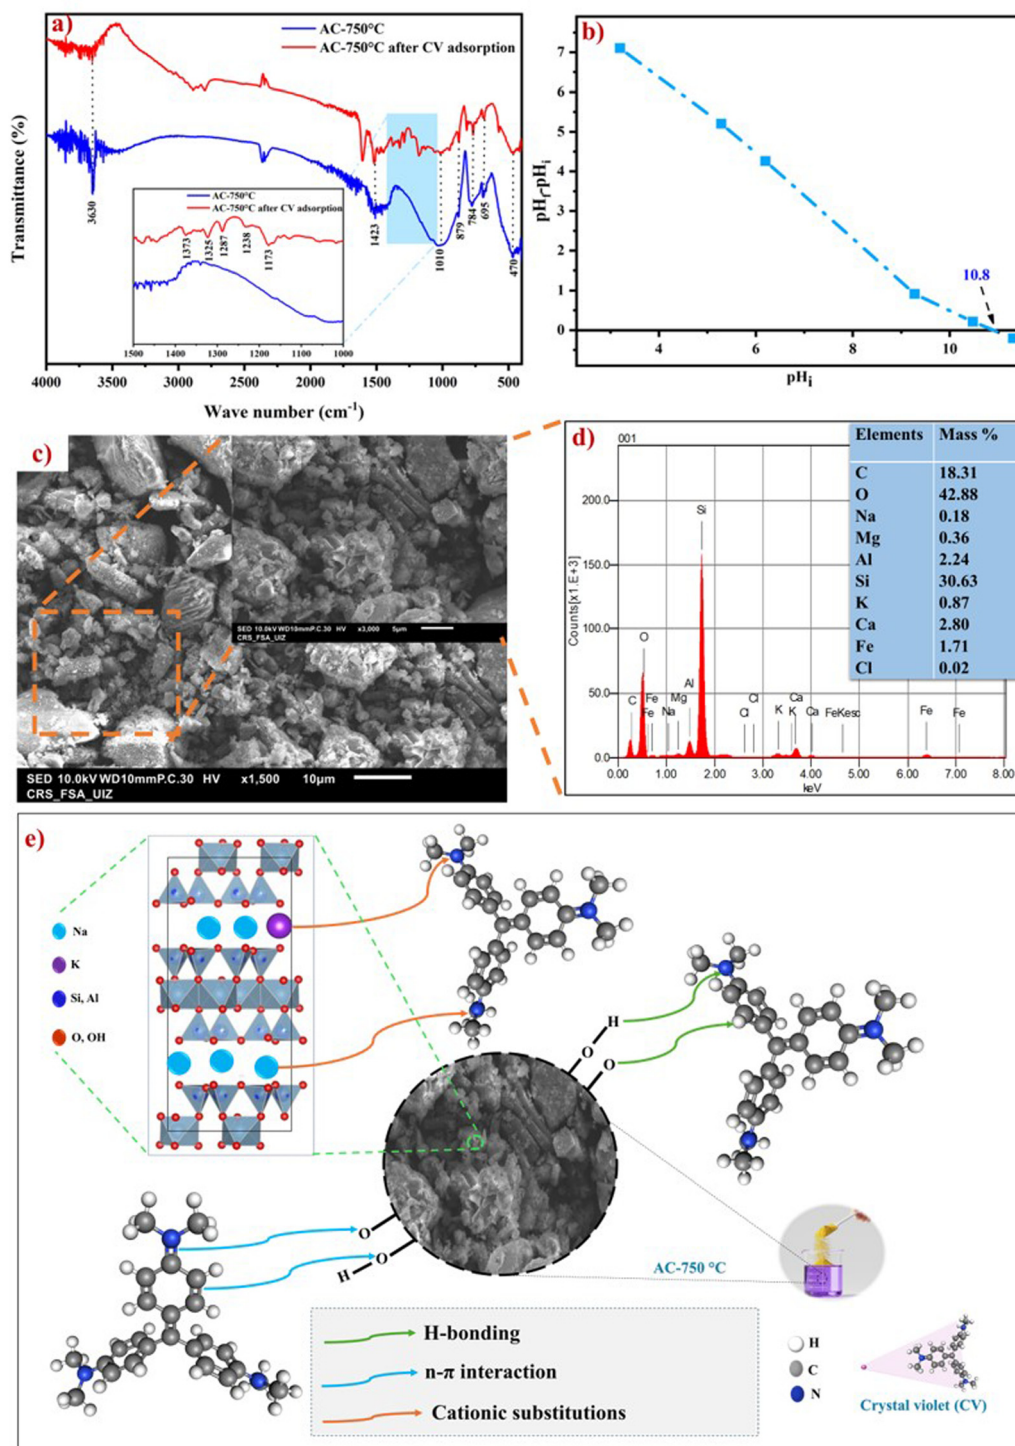 a)
AC-750°C
AC-750°C after CV adsorption
Transmittance (%)
3630
1423
1010
879
784
695
470
AC-750°C
AC-750°C after CV adsorption
1373
1325
1287
1238
1173
1500 1400 1300 1200 1100 1000
4000 3500 3000 2500 2000 1500 1000 500
Wave number (cm-1)
b)
7
6
5
4
3
2
1
0
pHf-pHi
10.8
4 6 8 10
pHi
c)
SED 10.0kV WD10mmP.C.30 HV x3,000 5µm
CRS_FSA_UIZ
SED 10.0kV WD10mmP.C.30 HV x1,500 10µm
CRS_FSA_UIZ
d)
001
Counts[x1.E+3]
200.0
150.0
100.0
50.0
0.0
C O Fe Fe Na Mg Al Si Cl Cl K K Ca Ca FeKesc Fe Fe
0.00 1.00 2.00 3.00 4.00 5.00 6.00 7.00 8.0
keV
Elements Mass %
C 18.31
O 42.88
Na 0.18
Mg 0.36
Al 2.24
Si 30.63
K 0.87
Ca 2.80
Fe 1.71
Cl 0.02
e)
Na
K
Si, Al
O, OH
N
N
N
H
O
O
N
N
N
O
O
H
N
N
N
AC-750 °C
H-bonding
n-π interaction
Cationic substitutions
H
C
N
Crystal violet (CV)